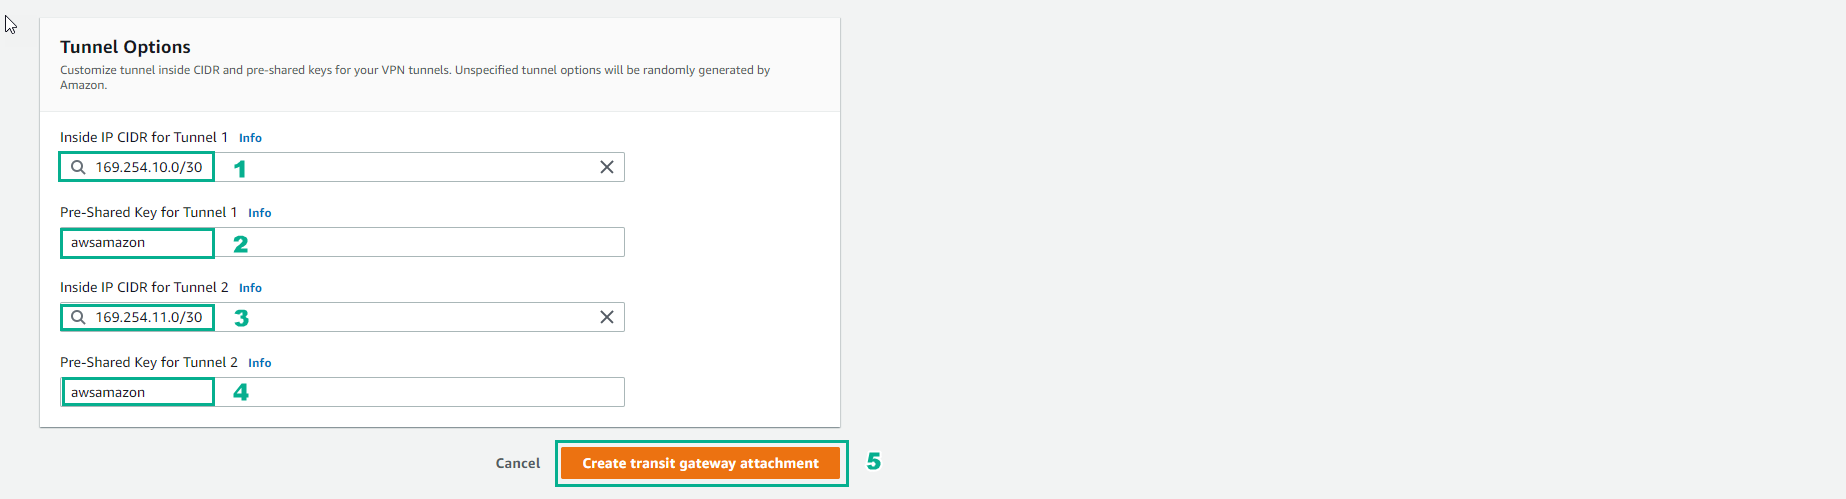 Tunnel Options
Customize tunnel inside CIDR and pre-shared keys for your VPN tunnels. Unspecified tunnel options will be randomly generated by
Amazon.
Inside IP CIDR for Tunnel 1 Info
169.254.10.0/30 1
Pre-Shared Key for Tunnel 1 Info
awsamazon 2
Inside IP CIDR for Tunnel 2 Info
169.254.11.0/30 3
Pre-Shared Key for Tunnel 2 Info
awsamazon 4
Cancel Create transit gateway attachment 5